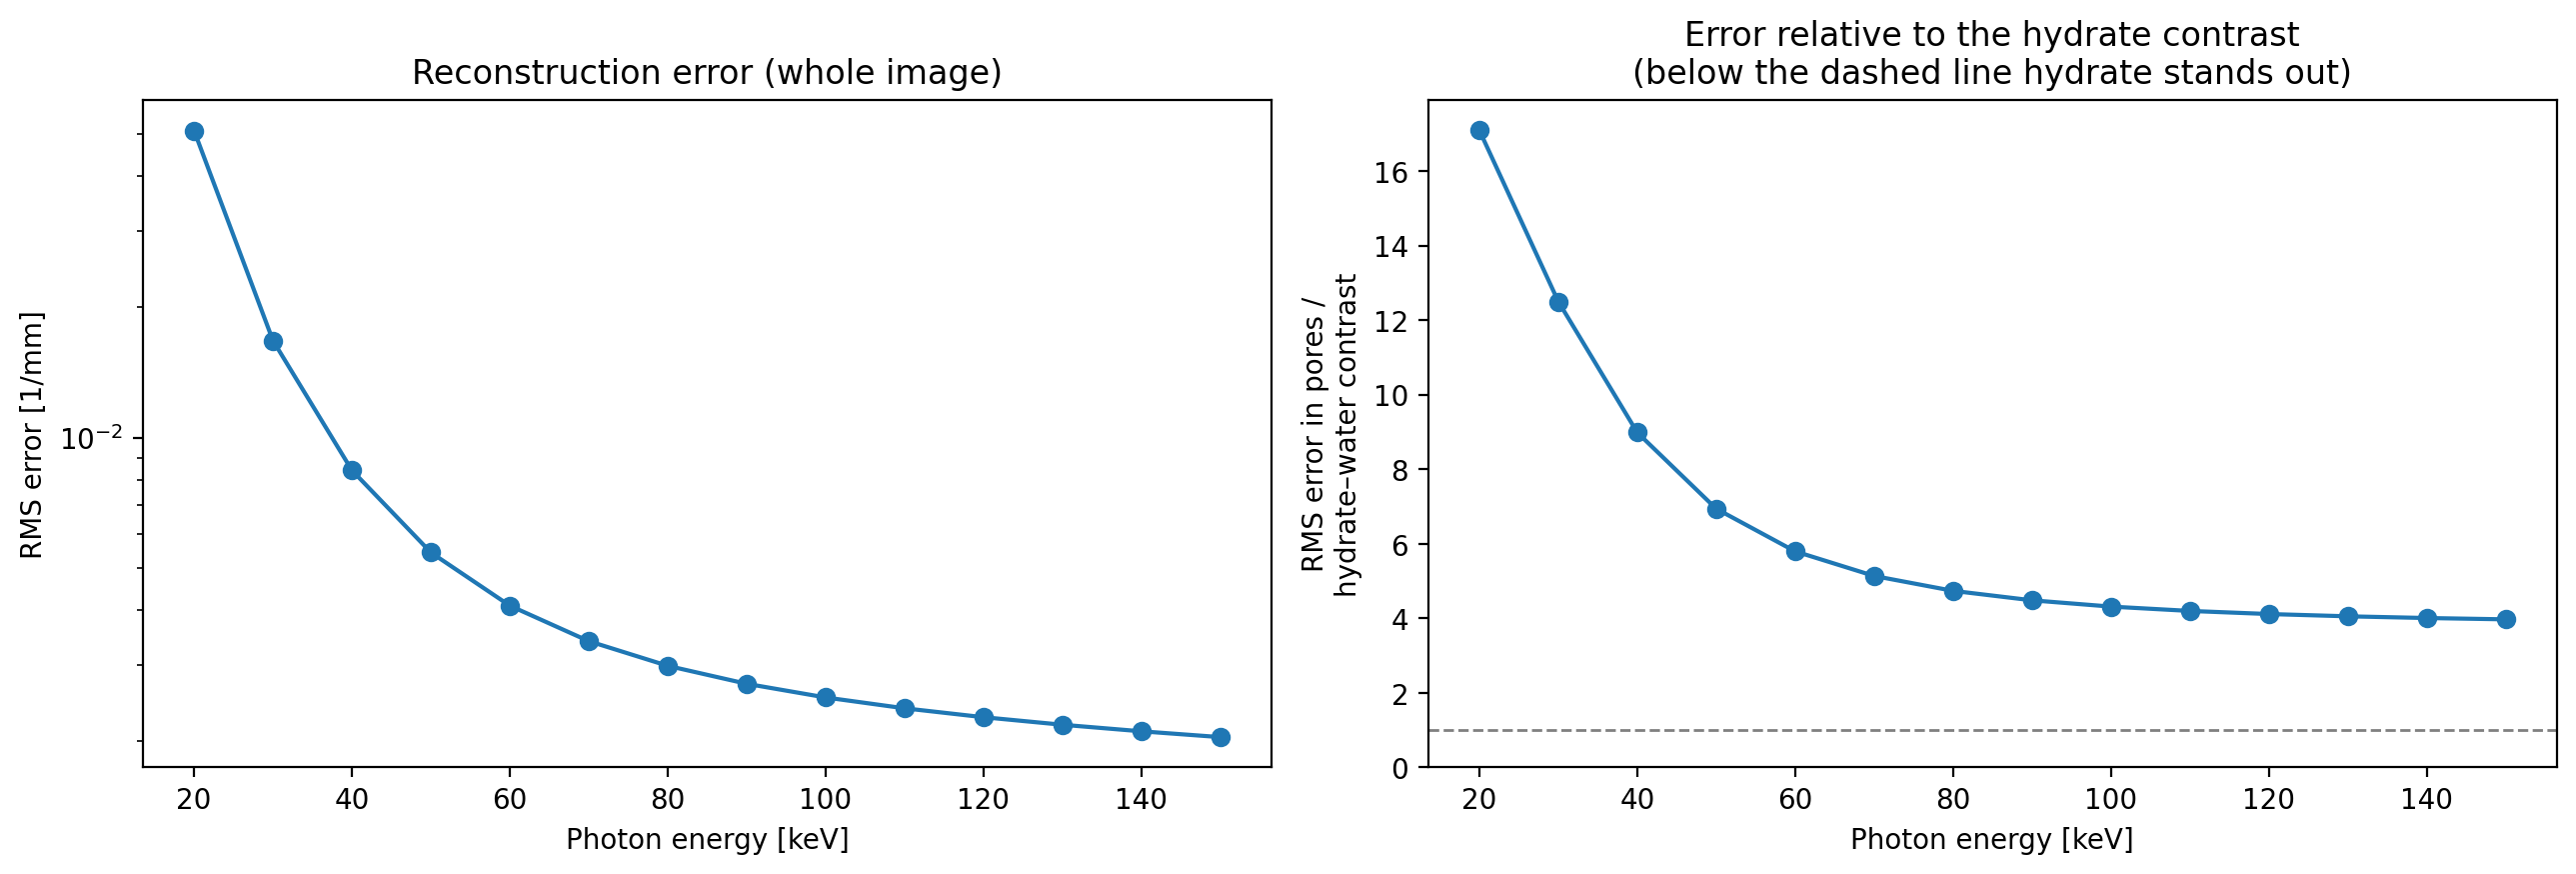 Reconstruction error (whole image)
RMS error [1/mm]
10⁻²
20 40 60 80 100 120 140
Photon energy [keV]
Error relative to the hydrate contrast
(below the dashed line hydrate stands out)
RMS error in pores /
hydrate–water contrast
16
14
12
10
8
6
4
2
0
20 40 60 80 100 120 140
Photon energy [keV]